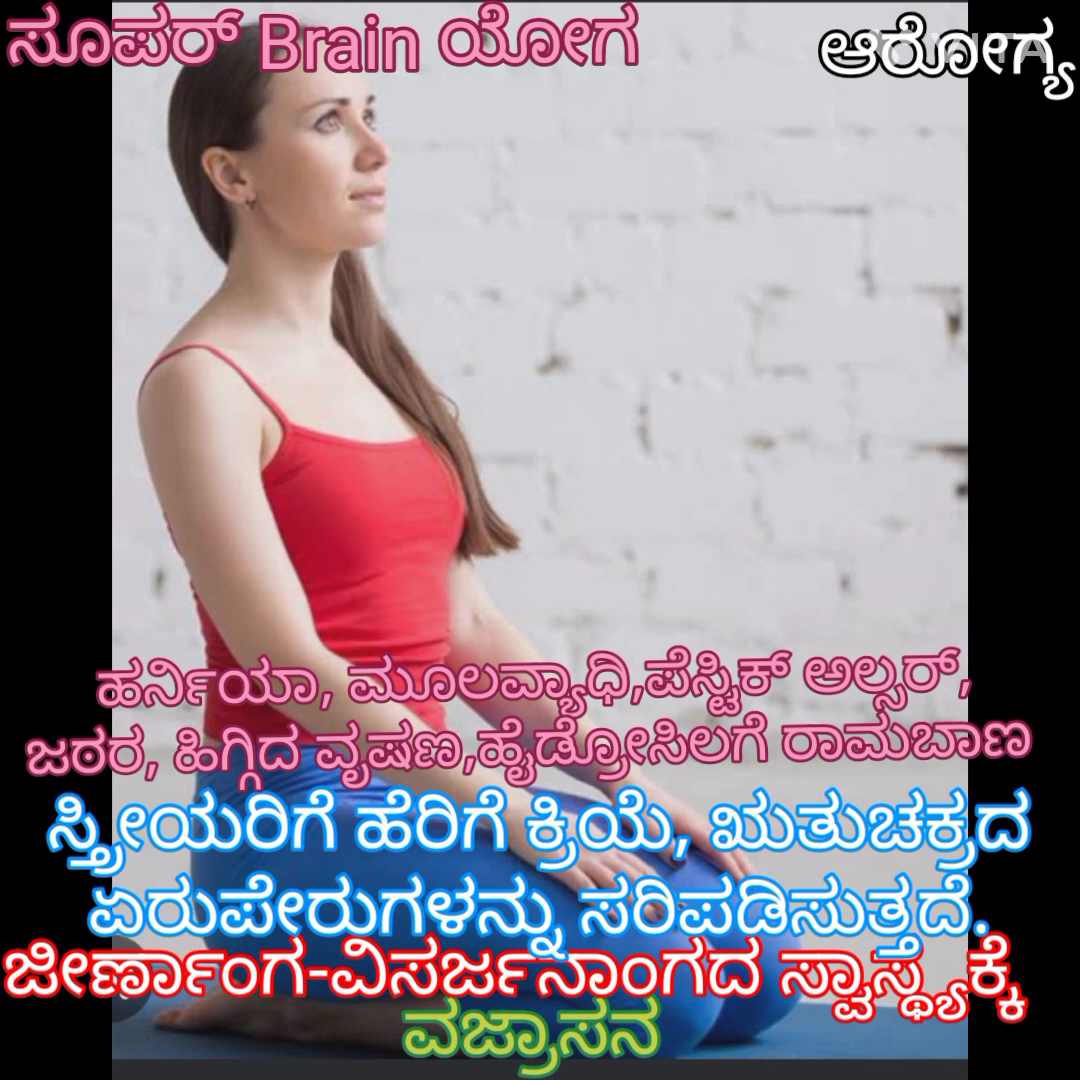 ಸೂಪರ್ Brain ಯೋಗ
ಆರೋಗ್ಯ
ಹರ್ನಿಯಾ, ಮೂಲವ್ಯಾಧಿ,ಪೆಸ್ಟಿಕ್ ಅಲ್ಸರ್,
ಜಠರ, ಹಿಗ್ಗಿದ ವೃಷಣ,ಹೈಡ್ರೋಸಿಲಗೆ ರಾಮಬಾಣ
ಸ್ತ್ರೀಯರಿಗೆ ಹೆರಿಗೆ ಕ್ರಿಯೆ, ಋತುಚಕ್ರದ
ಏರುಪೇರುಗಳನ್ನು ಸರಿಪಡಿಸುತ್ತದೆ.
ಜೀರ್ಣಾಂಗ-ವಿಸರ್ಜನಾಂಗದ ಸ್ವಾಸ್ಥ್ಯಕ್ಕೆ
ವಜ್ರಾಸನ